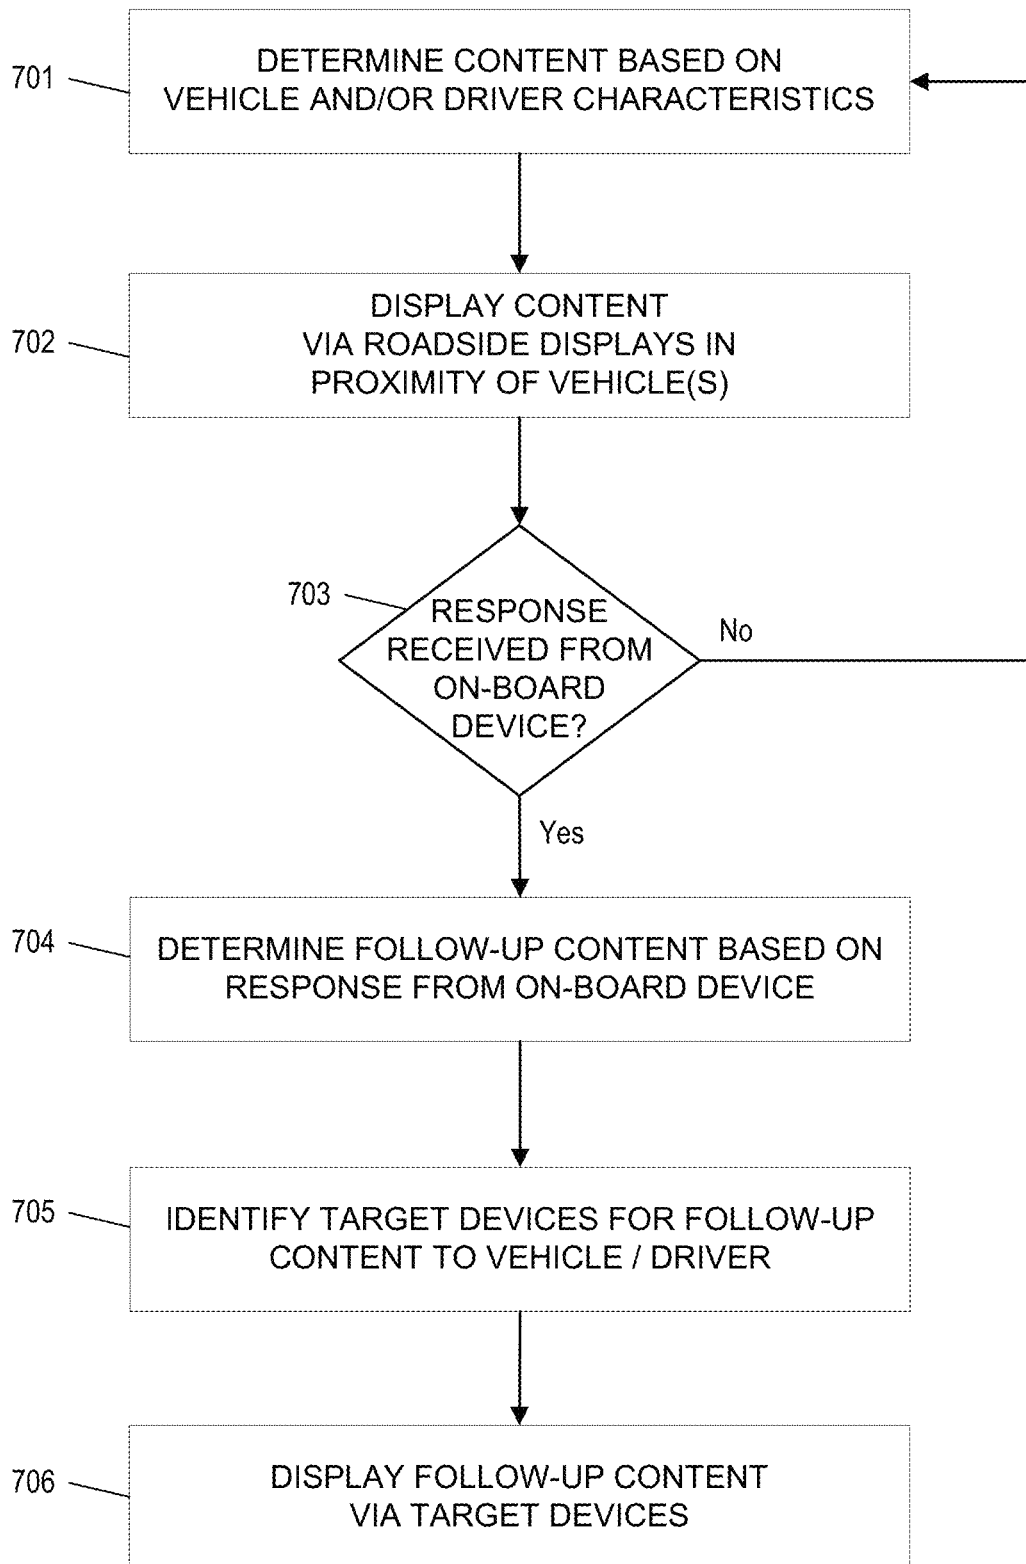 701
DETERMINE CONTENT BASED ON
VEHICLE AND/OR DRIVER CHARACTERISTICS
702
DISPLAY CONTENT
VIA ROADSIDE DISPLAYS IN
PROXIMITY OF VEHICLE(S)
703
RESPONSE
RECEIVED FROM
ON-BOARD
DEVICE?
No
Yes
704
DETERMINE FOLLOW-UP CONTENT BASED ON
RESPONSE FROM ON-BOARD DEVICE
705
IDENTIFY TARGET DEVICES FOR FOLLOW-UP
CONTENT TO VEHICLE / DRIVER
706
DISPLAY FOLLOW-UP CONTENT
VIA TARGET DEVICES